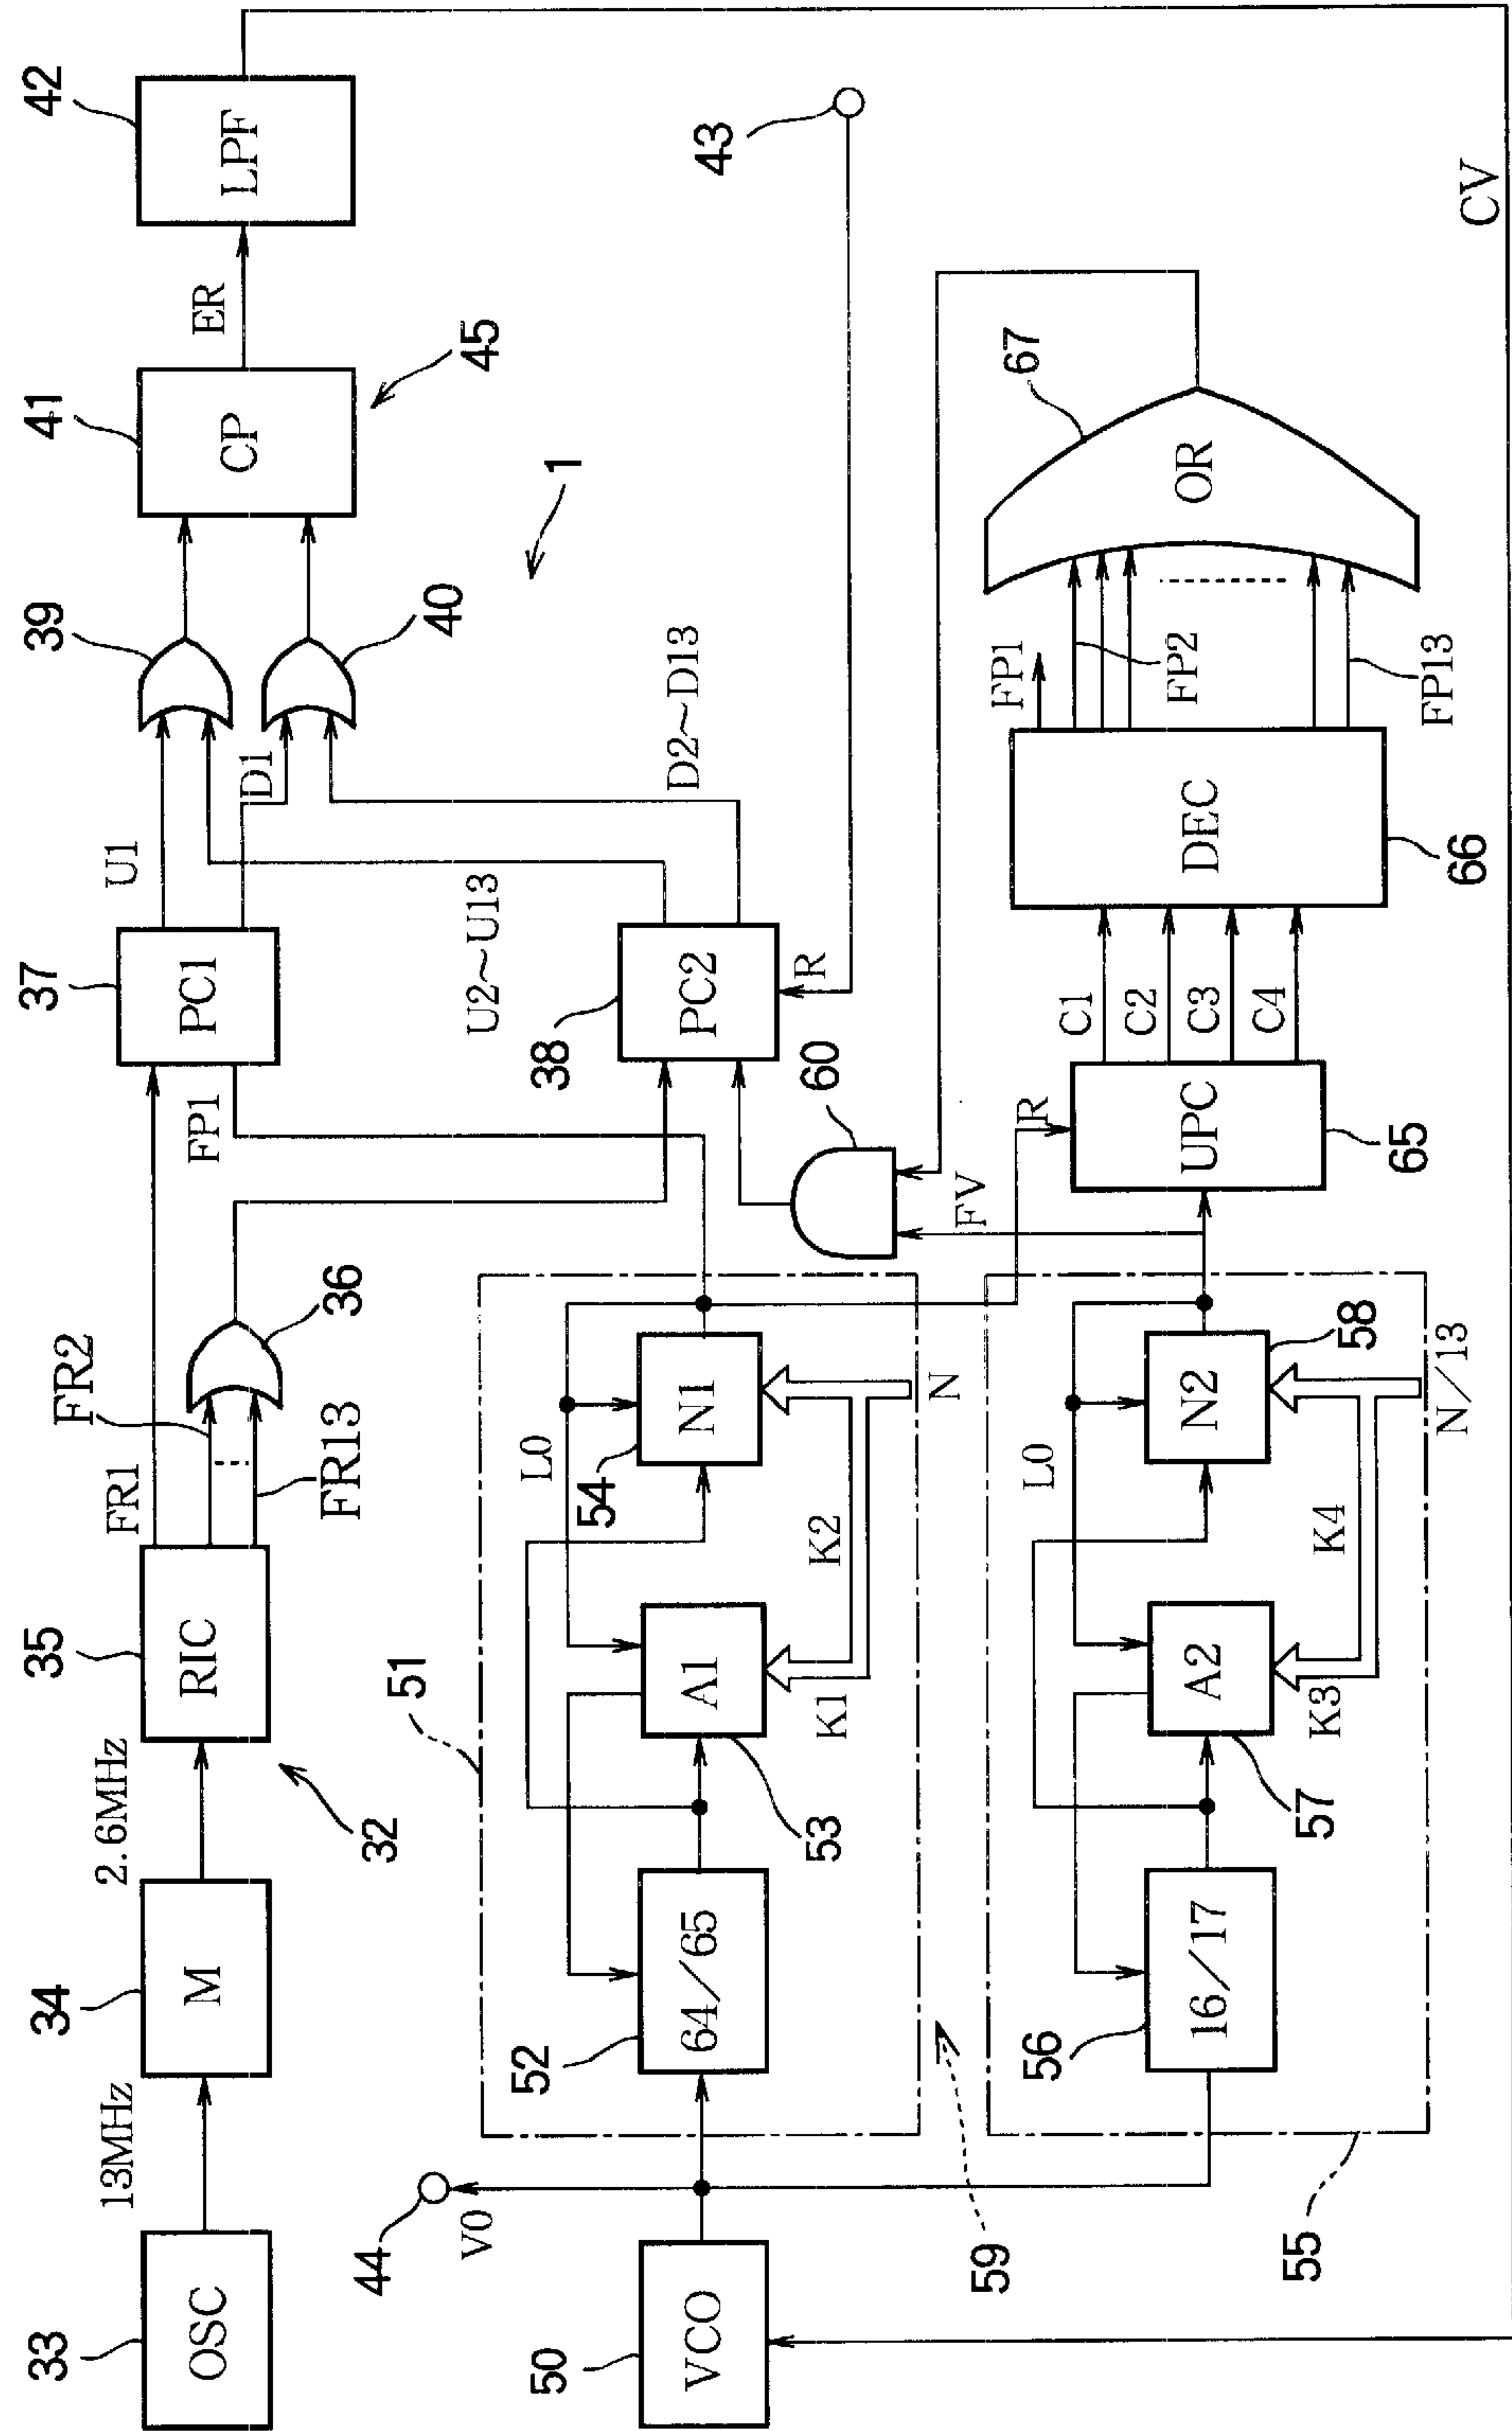 33
OSC
13MHz
34
M
2.6MHz
35
RIC
32
FR1
FR2
FR13
36
37
PC1
FP1
U1
D1
39
40
41
CP
45
ER
42
LPF
1
U2~U13
D2~D13
38
PC2
R
43
44
V0
50
VCO
51
52
64/65
53
A1
K1
K2
L0
54
N1
N
60
FV
59
55
56
16/17
57
A2
K3
K4
L0
58
N2
N/13
R
UPC
65
C1
C2
C3
C4
DEC
66
FP1
FP2
FP13
OR
67
CV